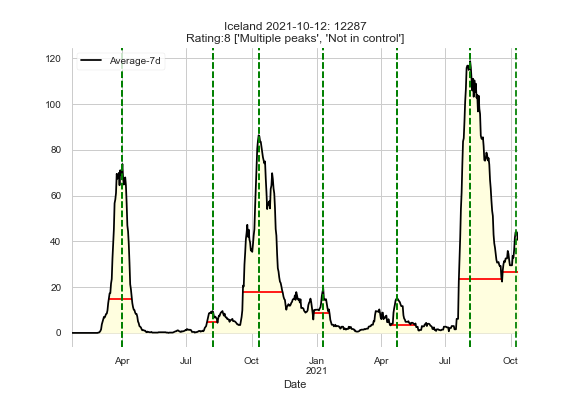 Iceland 2021-10-12: 12287
Rating:8 ['Multiple peaks', 'Not in control']
Average-7d
120
100
80
60
40
20
0
Apr Jul Oct Jan Apr Jul Oct
2021
Date